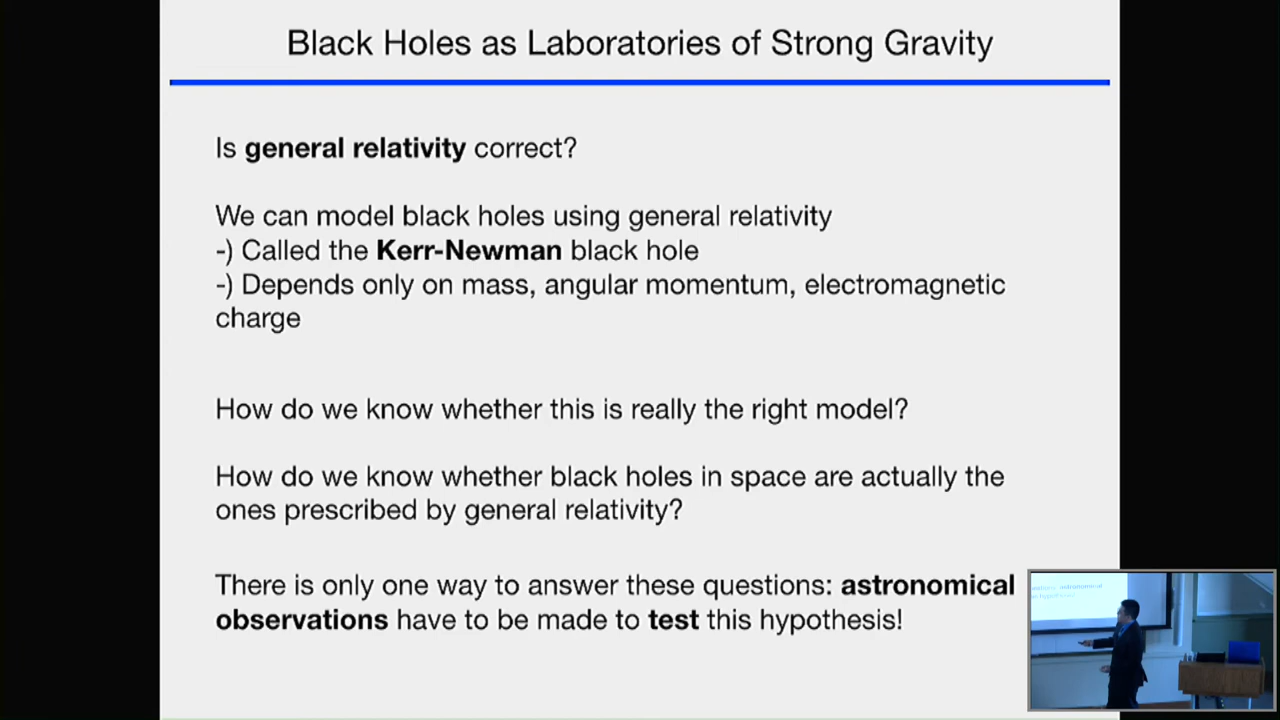 Black Holes as Laboratories of Strong Gravity
Is general relativity correct?
We can model black holes using general relativity
-) Called the Kerr-Newman black hole
-) Depends only on mass, angular momentum, electromagnetic
charge
How do we know whether this is really the right model?
How do we know whether black holes in space are actually the
ones prescribed by general relativity?
There is only one way to answer these questions: astronomical
observations have to be made to test this hypothesis!